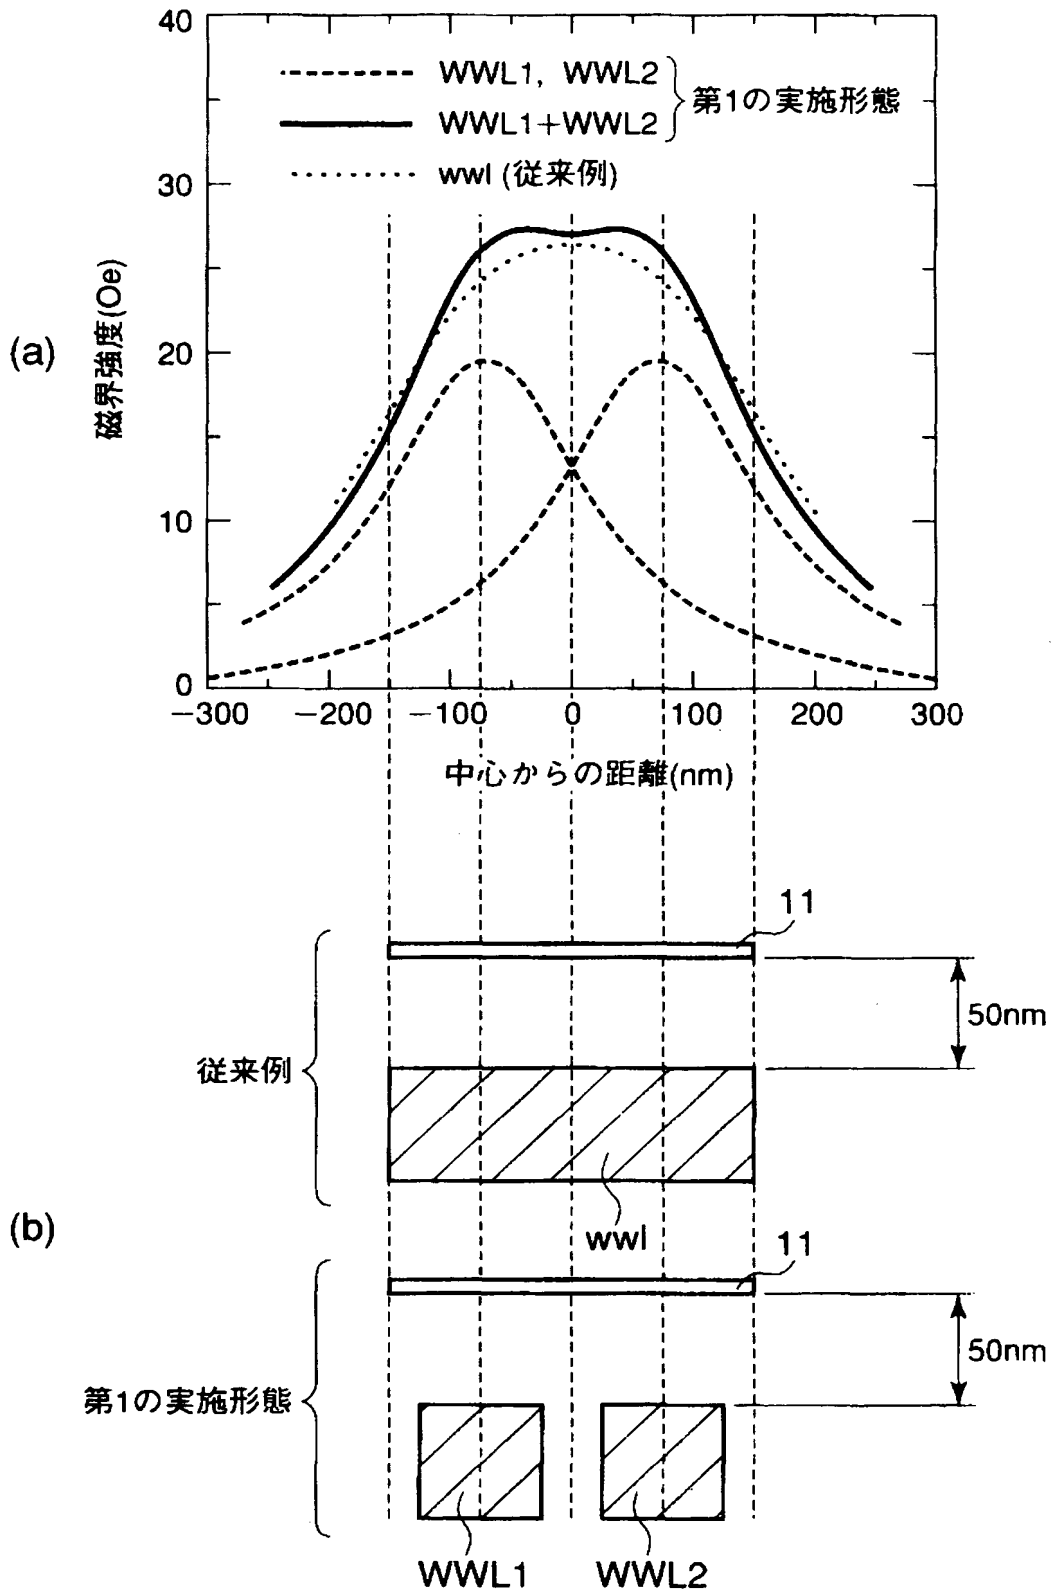 40
30
20
10
0
磁界強度(Oe)
(a)
WWL1, WWL2
WWL1+WWL2
第1の実施形態
wwl (従来例)
−300
−200
−100
0
100
200
300
中心からの距離(nm)
(b)
従来例
11
50nm
wwl
第1の実施形態
11
50nm
WWL1
WWL2